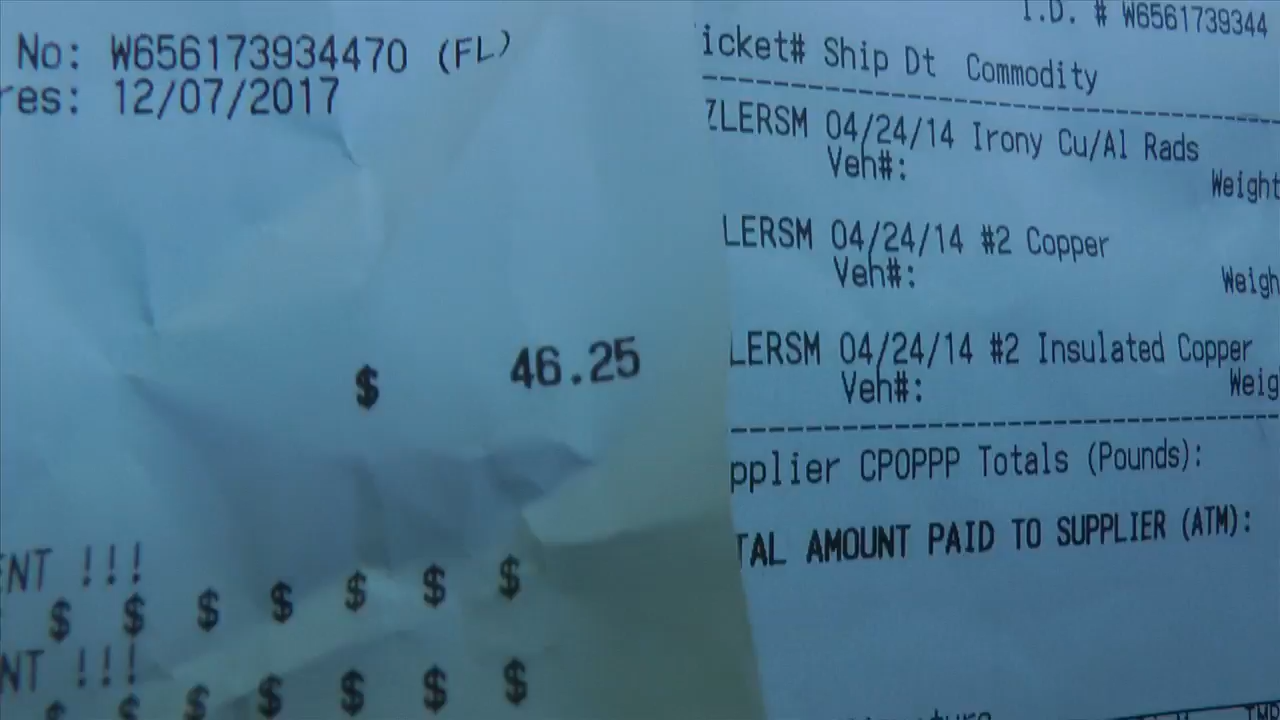 No: W656173934470 (FL)
res: 12/07/2017
$ 46.25
ENT !!!
$ $ $ $ $ $ $
NT !!!
$ $ $ $ $ $ $
I.D. # W6561739344
icket# Ship Dt Commodity
ZLERSM 04/24/14 Irony Cu/Al Rads
Veh#:
Weight
LERSM 04/24/14 #2 Copper
Veh#:
Weigh
LERSM 04/24/14 #2 Insulated Copper
Veh#:
Weig
pplier CPOPPP Totals (Pounds):
TAL AMOUNT PAID TO SUPPLIER (ATM):